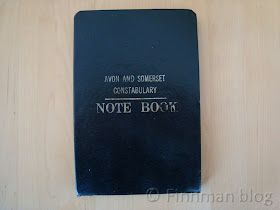 AVON AND SOMERSET
CONSTABULARY
NOTE BOOK
© Finnman blog